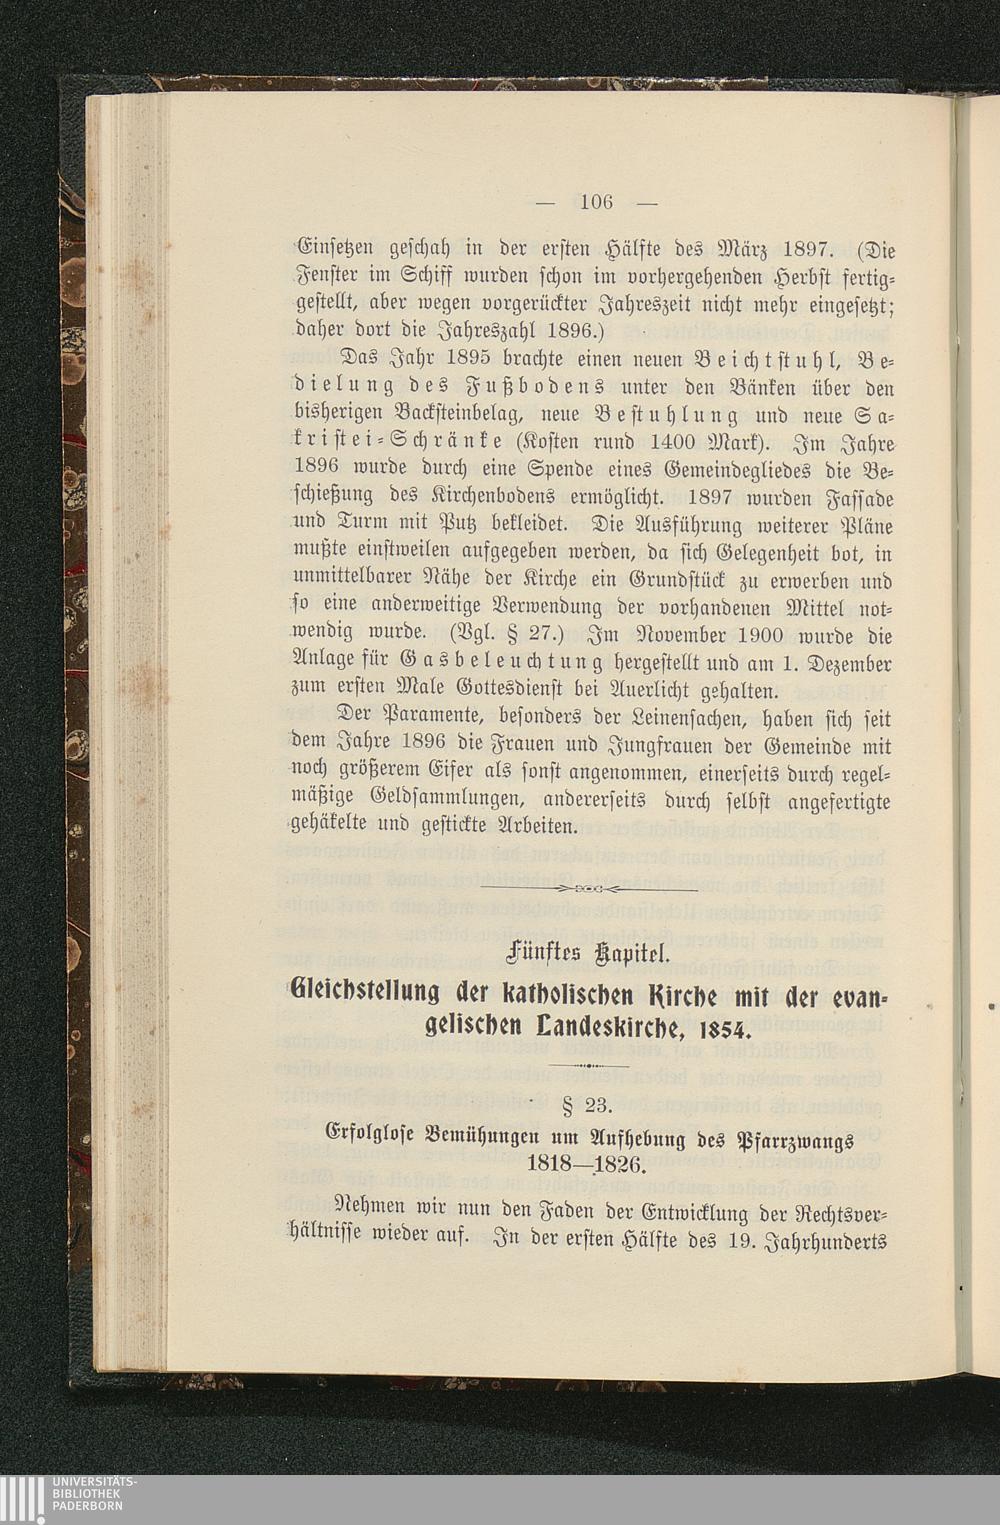 — 106 —
Einsetzen geschah in der ersten Hälfte des März 1897. (Die
Fenster im Schiff wurden schon im vorhergehenden Herbst fertig-
gestellt, aber wegen vorgerückter Jahreszeit nicht mehr eingesetzt;
daher dort die Jahreszahl 1896.)
Das Jahr 1895 brachte einen neuen Beichtstuhl, Be-
dielung des Fußbodens unter den Bänken über den
bisherigen Backsteinbelag, neue Bestuhlung und neue Sa-
kristei-Schränke (Kosten rund 1400 Mark). Im Jahre
1896 wurde durch eine Spende eines Gemeindegliedes die Be-
schießung des Kirchenbodens ermöglicht. 1897 wurden Fassade
und Turm mit Putz bekleidet. Die Ausführung weiterer Pläne
mußte einstweilen aufgegeben werden, da sich Gelegenheit bot, in
unmittelbarer Nähe der Kirche ein Grundstück zu erwerben und
so eine anderweitige Verwendung der vorhandenen Mittel not-
wendig wurde. (Vgl. § 27.) Im November 1900 wurde die
Anlage für Gasbeleuchtung hergestellt und am 1. Dezember
zum ersten Male Gottesdienst bei Auerlicht gehalten.
Der Paramente, besonders der Leinensachen, haben sich seit
dem Jahre 1896 die Frauen und Jungfrauen der Gemeinde mit
noch größerem Eifer als sonst angenommen, einerseits durch regel-
mäßige Geldsammlungen, andererseits durch selbst angefertigte
gehäkelte und gestickte Arbeiten.
Fünftes Kapitel.
Gleichstellung der katholischen Kirche mit der evan-
gelischen Landeskirche, 1854.
§ 23.
Erfolglose Bemühungen um Aufhebung des Pfarrzwangs
1818—1826.
Nehmen wir nun den Faden der Entwicklung der Rechtsver-
hältnisse wieder auf. In der ersten Hälfte des 19. Jahrhunderts
UNIVERSITÄTS-
BIBLIOTHEK
PADERBORN